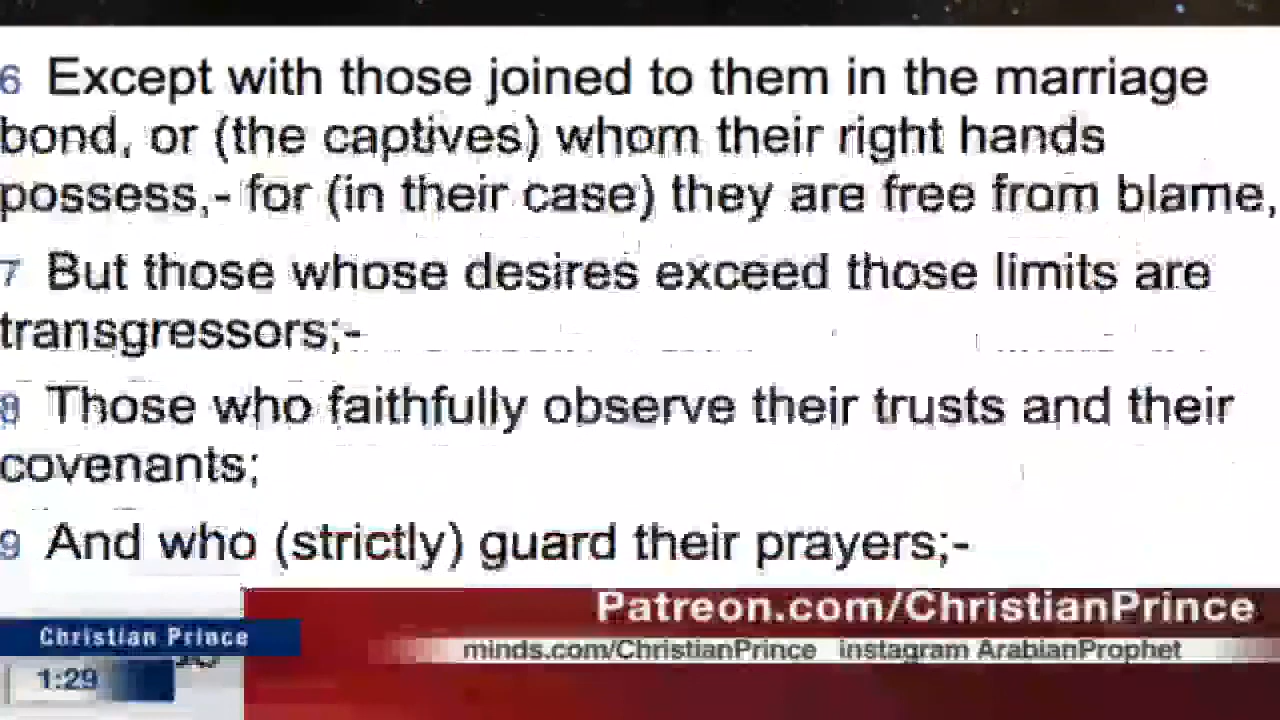 6 Except with those joined to them in the marriage
bond, or (the captives) whom their right hands
possess,- for (in their case) they are free from blame,
7 But those whose desires exceed those limits are
transgressors;-
8 Those who faithfully observe their trusts and their
covenants;
9 And who (strictly) guard their prayers;-
Patreon.com/ChristianPrince
Christian Prince
minds.com/ChristianPrince instagram ArabianProphet
1:29